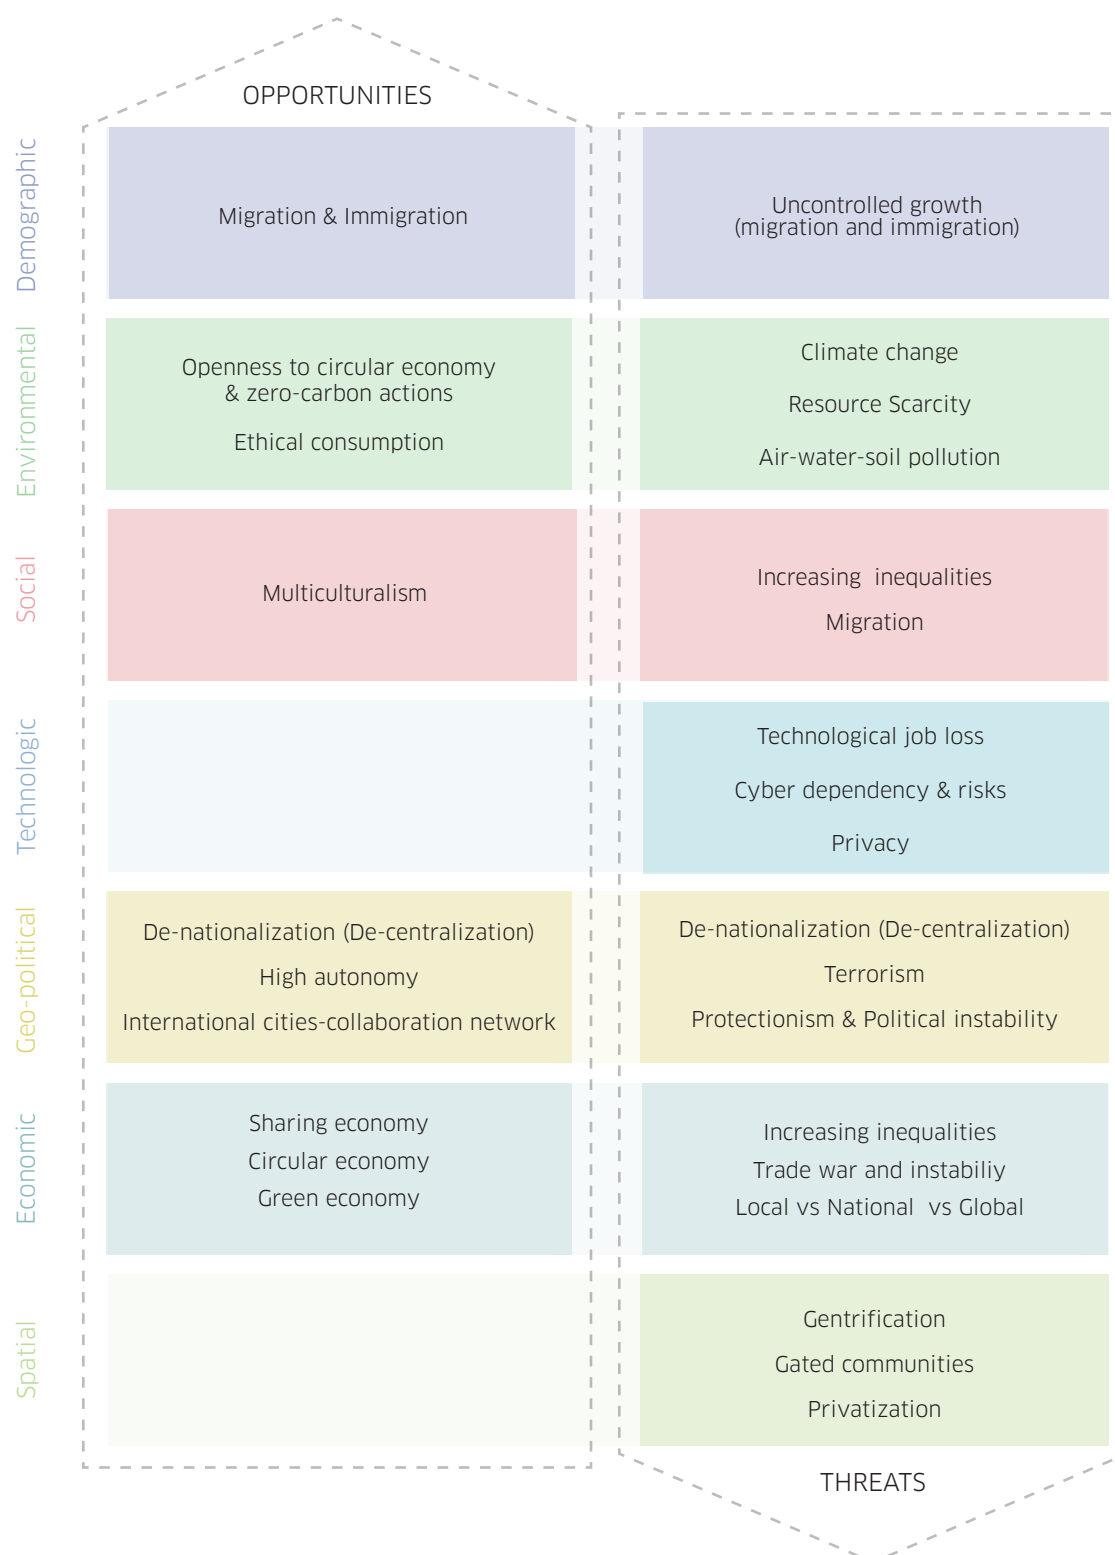 OPPORTUNITIES
Demographic
Migration & Immigration
Uncontrolled growth
(migration and immigration)
Environmental
Openness to circular economy
& zero-carbon actions
Ethical consumption
Climate change
Resource Scarcity
Air-water-soil pollution
Social
Multiculturalism
Increasing inequalities
Migration
Technologic
Technological job loss
Cyber dependency & risks
Privacy
Geo-political
De-nationalization (De-centralization)
High autonomy
International cities-collaboration network
De-nationalization (De-centralization)
Terrorism
Protectionism & Political instability
Economic
Sharing economy
Circular economy
Green economy
Increasing inequalities
Trade war and instabiliy
Local vs National vs Global
Spatial
Gentrification
Gated communities
Privatization
THREATS